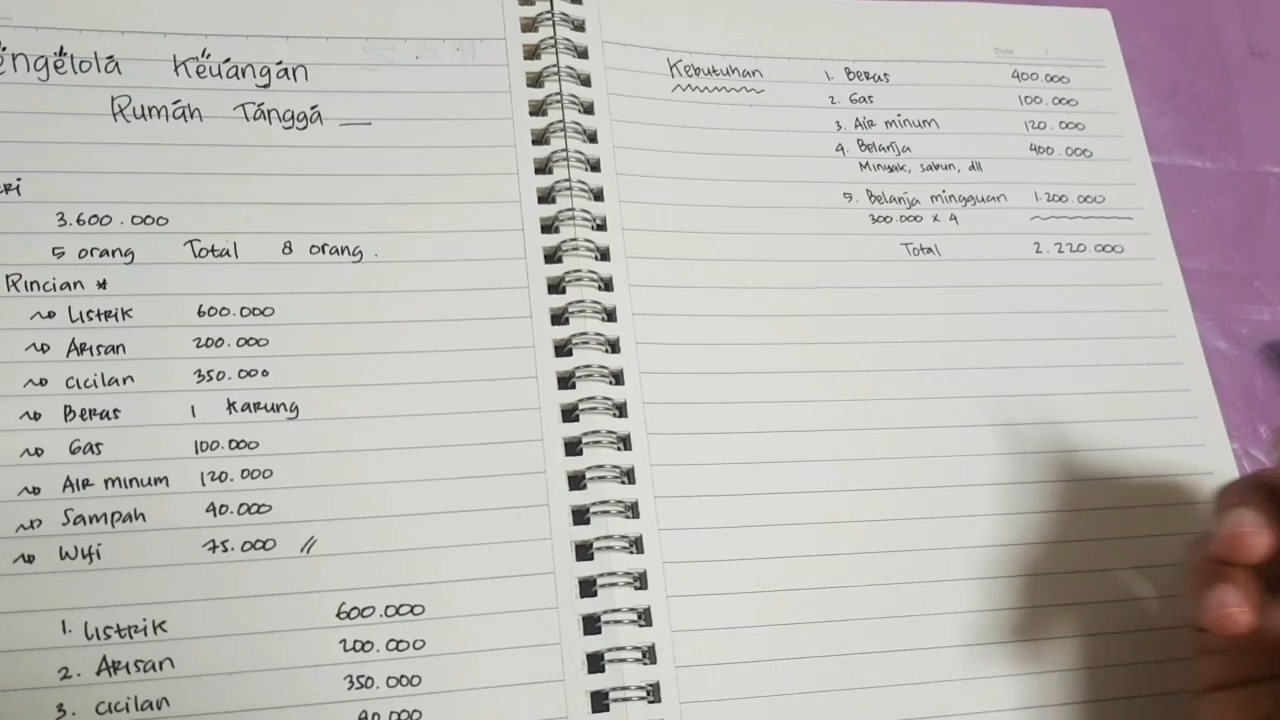 engelola Keuangan
Rumah Tangga
3.600.000
5 orang Total 8 orang.
Rincian *
~ Listrik 600.000
~ Arisan 200.000
~ cicilan 350.000
~ Beras 1 Karung
~ Gas 100.000
~ Air minum 120.000
~ Sampah 40.000
~ Wifi 75.000 //
1. Listrik 600.000
2. Arisan 200.000
3. cicilan 350.000
Kebutuhan
1. Beras 400.000
2. Gas 100.000
3. Air minum 120.000
4. Belanja 400.000
Minyak, sabun, dll
5. Belanja mingguan 1.200.000
300.000 x 4
Total 2.220.000